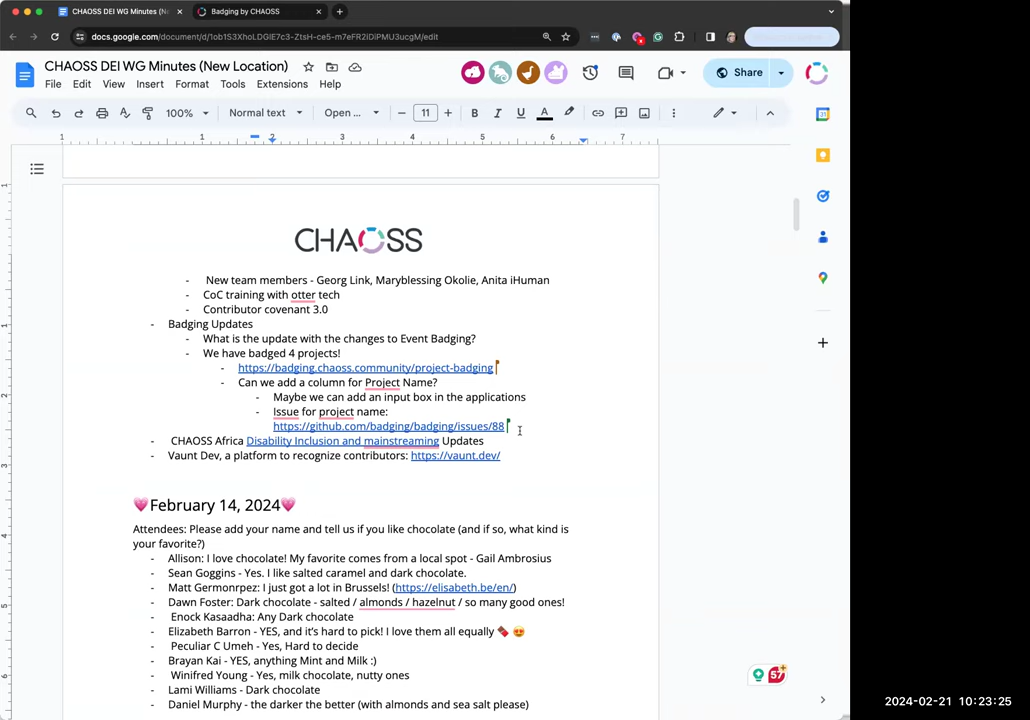 CHAOSS DEI WG Minutes (N
Badging by CHAOSS
docs.google.com/document/d/1ob1S3XhoLDGlE7c3-ZtsH-ce5-m7eFR2iDlPMU3ucgM/edit
CHAOSS DEI WG Minutes (New Location)
File Edit View Insert Format Tools Extensions Help
Share
100% Normal text Open ... 11
1 1 2 3 4 5 6 7
CHAOSS
- New team members - Georg Link, Maryblessing Okolie, Anita iHuman
- CoC training with otter tech
- Contributor covenant 3.0
- Badging Updates
- What is the update with the changes to Event Badging?
- We have badged 4 projects!
- https://badging.chaoss.community/project-badging
- Can we add a column for Project Name?
- Maybe we can add an input box in the applications
- Issue for project name:
https://github.com/badging/badging/issues/88
- CHAOSS Africa Disability Inclusion and mainstreaming Updates
- Vaunt Dev, a platform to recognize contributors: https://vaunt.dev/
💗February 14, 2024💗
Attendees: Please add your name and tell us if you like chocolate (and if so, what kind is
your favorite?)
- Allison: I love chocolate! My favorite comes from a local spot - Gail Ambrosius
- Sean Goggins - Yes. I like salted caramel and dark chocolate.
- Matt Germonprez: I just got a lot in Brussels! (https://elisabeth.be/en/)
- Dawn Foster: Dark chocolate - salted / almonds / hazelnut / so many good ones!
- Enock Kasaadha: Any Dark chocolate
- Elizabeth Barron - YES, and it's hard to pick! I love them all equally 🍫 😍
- Peculiar C Umeh - Yes, Hard to decide
- Brayan Kai - YES, anything Mint and Milk :)
- Winifred Young - Yes, milk chocolate, nutty ones
- Lami Williams - Dark chocolate
- Daniel Murphy - the darker the better (with almonds and sea salt please)
57
2024-02-21 10:23:25